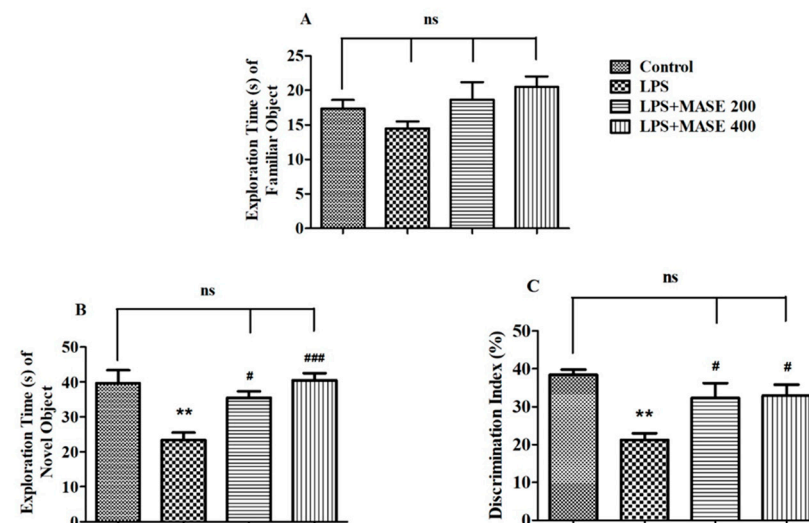 A
ns
Exploration Time (s) of
Familiar Object
25
20
15
10
5
0
Control
LPS
LPS+MASE 200
LPS+MASE 400
B
ns
Exploration Time (s) of
Novel Object
50
40
30
20
10
0
**
#
###
C
ns
Discrimination Index (%)
50
40
30
20
10
0
**
#
#